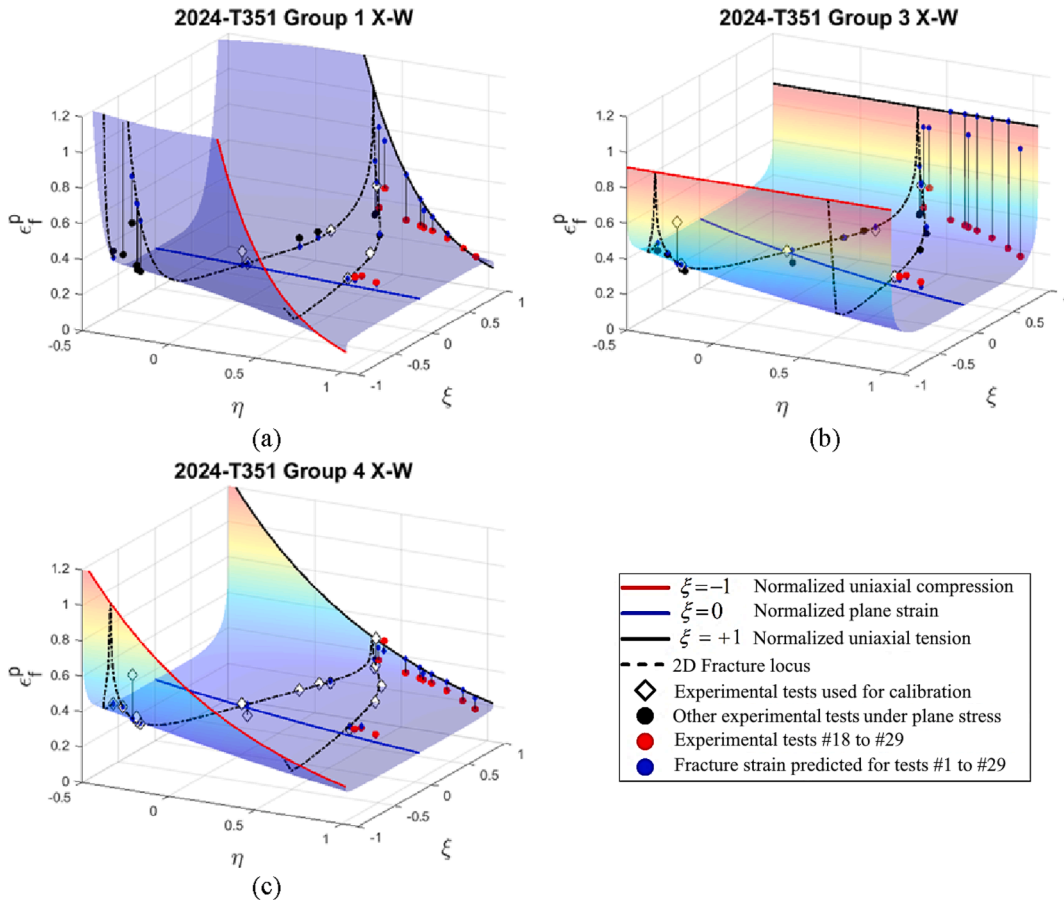 2024-T351 Group 1 X-W
1.2
1
0.8
0.6
0.4
0.2
0
-0.5
0
0.5
1
-1
-0.5
0
0.5
1
ϵ_f^p
η
ξ
(a)
2024-T351 Group 3 X-W
1.2
1
0.8
0.6
0.4
0.2
0
-0.5
0
0.5
1
-1
-0.5
0
0.5
1
ϵ_f^p
η
ξ
(b)
2024-T351 Group 4 X-W
1.2
1
0.8
0.6
0.4
0.2
0
-0.5
0
0.5
1
-1
-0.5
0
0.5
1
ϵ_f^p
η
ξ
(c)
ξ=−1 Normalized uniaxial compression
ξ=0 Normalized plane strain
ξ = +1 Normalized uniaxial tension
2D Fracture locus
Experimental tests used for calibration
Other experimental tests under plane stress
Experimental tests #18 to #29
Fracture strain predicted for tests #1 to #29